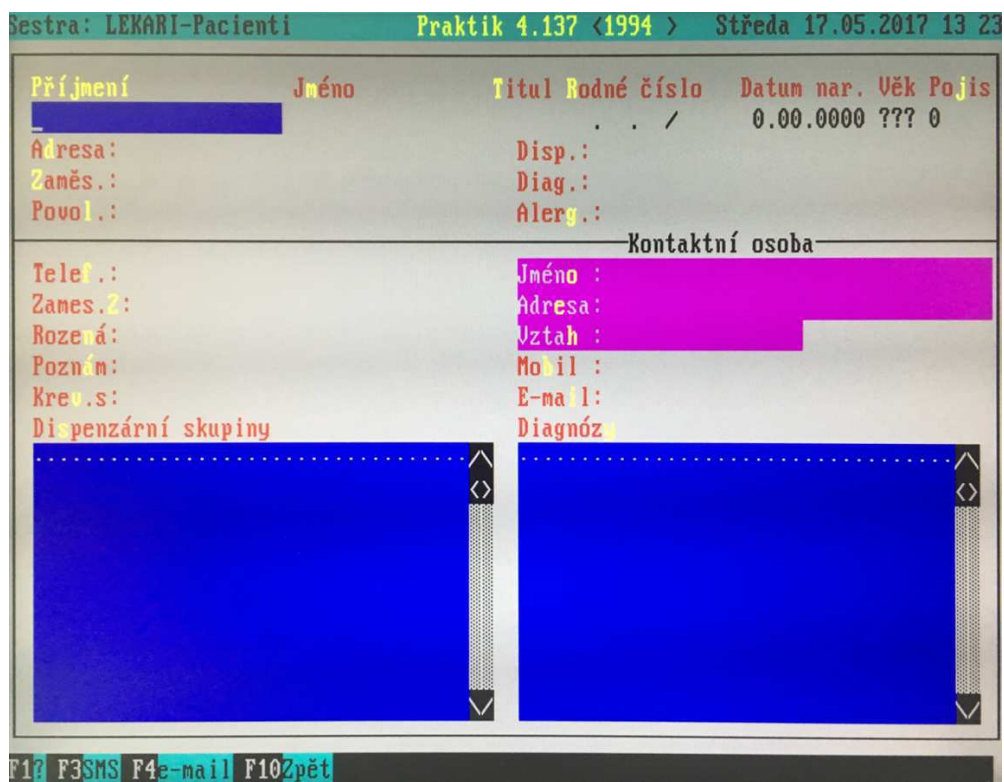 Sestra: LEKARI-Pacienti Praktik 4.137 <1994 > Středa 17.05.2017 13 23
Příjmení Jméno Titul Rodné číslo Datum nar. Věk Pojis
. . / 0.00.0000 ??? 0
Adresa: Disp.:
Zaměs.: Diag.:
Povol.: Alerg.:
Kontaktní osoba
Telef.: Jméno :
Zames.2: Adresa:
Rozená: Vztah :
Poznám: Mobil :
Krev.s: E-mail:
Dispenzární skupiny Diagnózy
F1? F3SMS F4e-mail F10Zpět